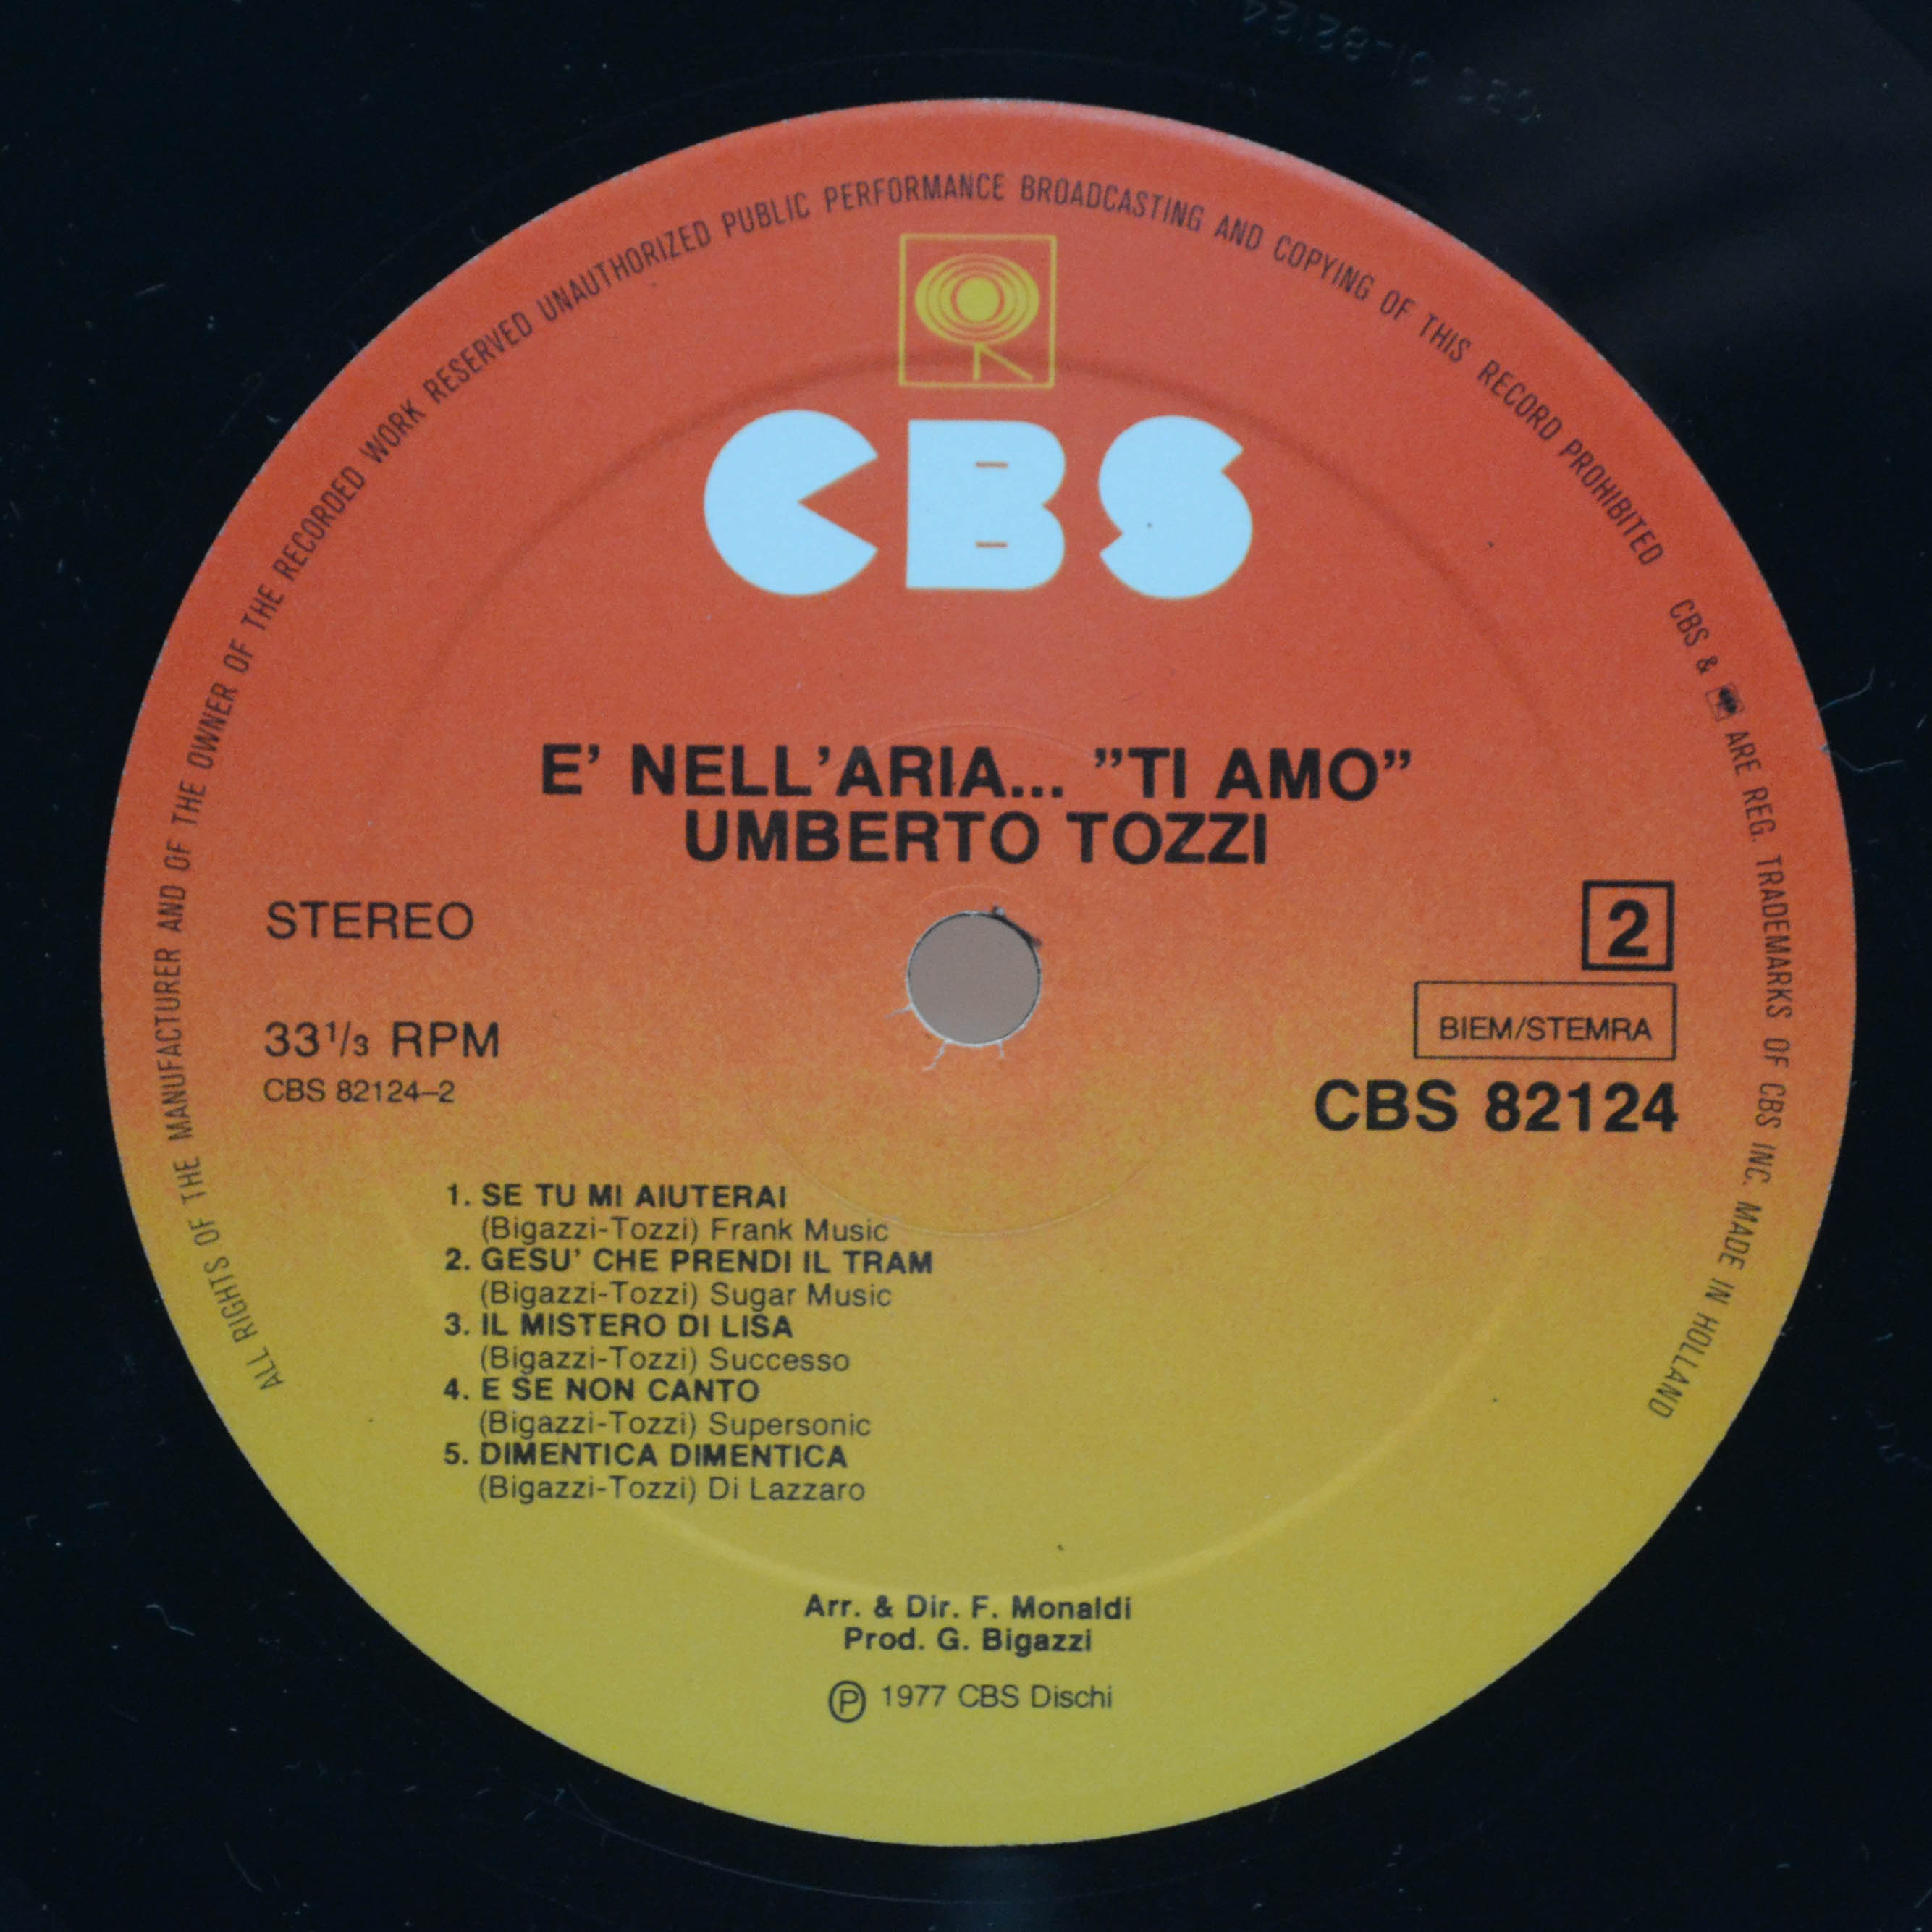 CBS 01-82124
ALL RIGHTS OF THE MANUFACTURER AND OF THE OWNER OF THE RECORDED WORK RESERVED UNAUTHORIZED PUBLIC PERFORMANCE BROADCASTING AND COPYING OF THIS RECORD PROHIBITED
CBS & ARE REG. TRADEMARKS OF CBS INC. MADE IN HOLLAND
CBS
E' NELL'ARIA... "TI AMO"
UMBERTO TOZZI
STEREO
2
33 1/3 RPM
BIEM/STEMRA
CBS 82124-2
CBS 82124
1. SE TU MI AIUTERAI
(Bigazzi-Tozzi) Frank Music
2. GESU' CHE PRENDI IL TRAM
(Bigazzi-Tozzi) Sugar Music
3. IL MISTERO DI LISA
(Bigazzi-Tozzi) Successo
4. E SE NON CANTO
(Bigazzi-Tozzi) Supersonic
5. DIMENTICA DIMENTICA
(Bigazzi-Tozzi) Di Lazzaro
Arr. & Dir. F. Monaldi
Prod. G. Bigazzi
Ⓟ 1977 CBS Dischi